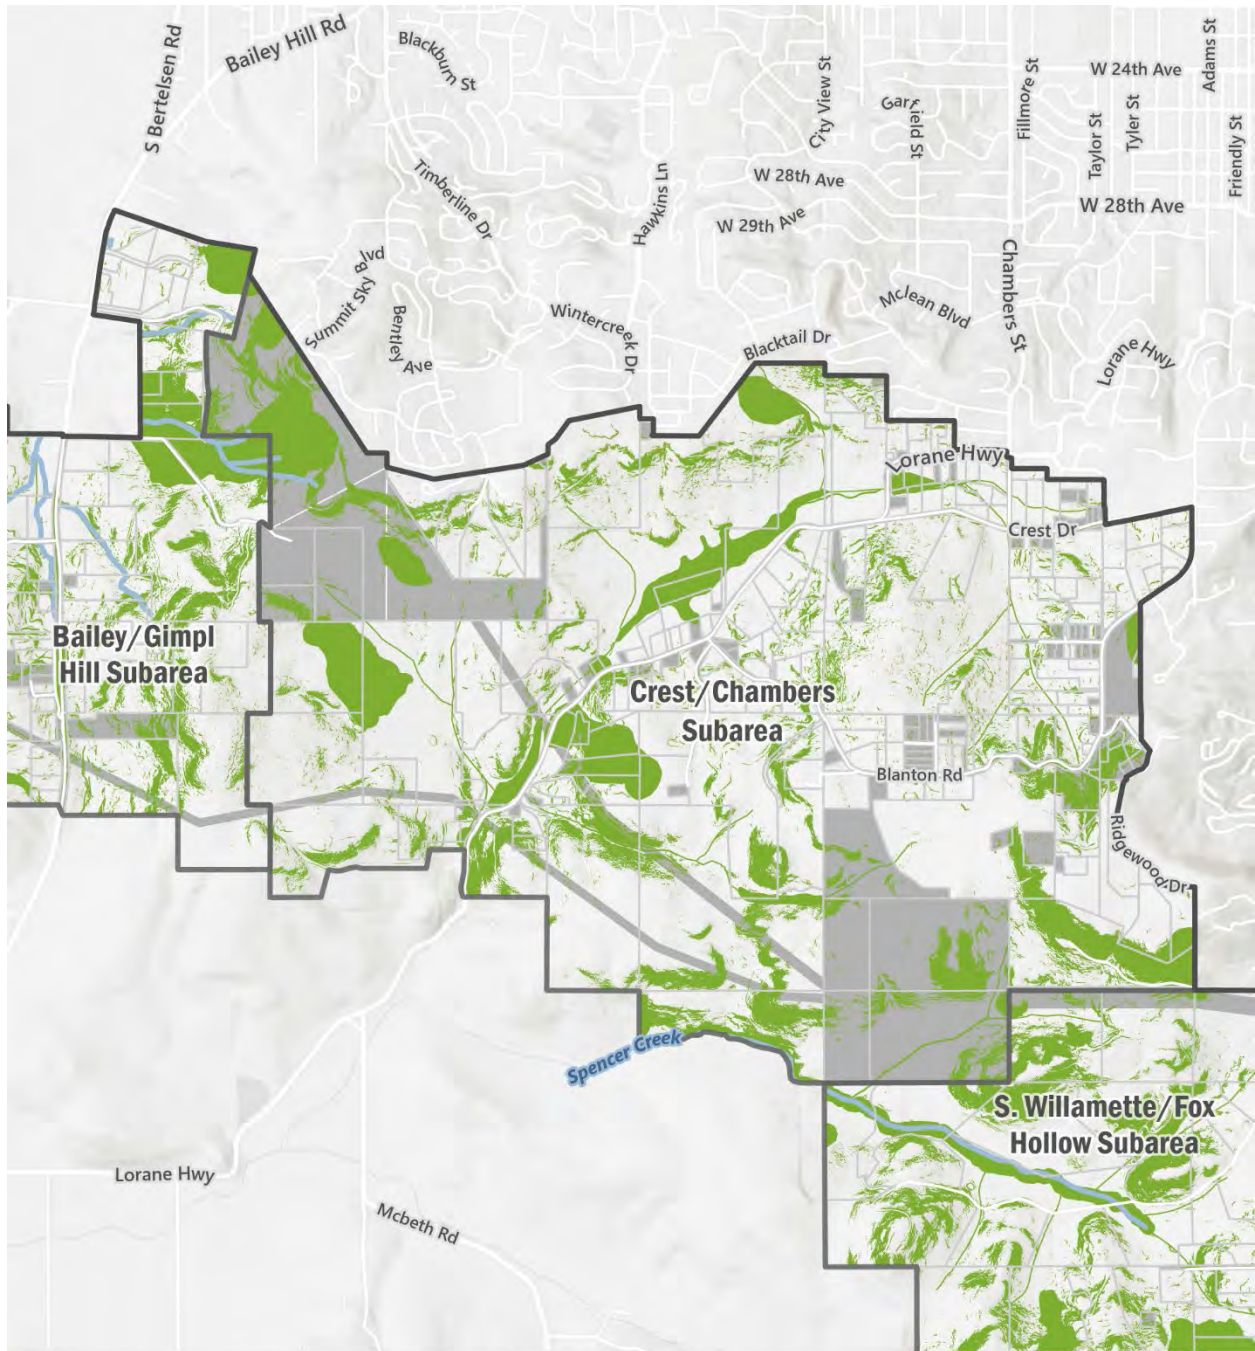 Bailey Hill Rd
S Bertelsen Rd
Blackburn St
City View St
Garfield St
Fillmore St
W 24th Ave
Adams St
Taylor St
Tyler St
Friendly St
Timberline Dr
Hawkins Ln
W 28th Ave
W 28th Ave
W 29th Ave
Summit Sky Blvd
Bentley Ave
Wintercreek Dr
Blacktail Dr
Mclean Blvd
Chambers St
Lorane Hwy
Lorane Hwy
Crest Dr
Bailey/Gimpl
Hill Subarea
Crest/Chambers
Subarea
Blanton Rd
Ridgewood Dr
Spencer Creek
S. Willamette/Fox
Hollow Subarea
Lorane Hwy
Mcbeth Rd